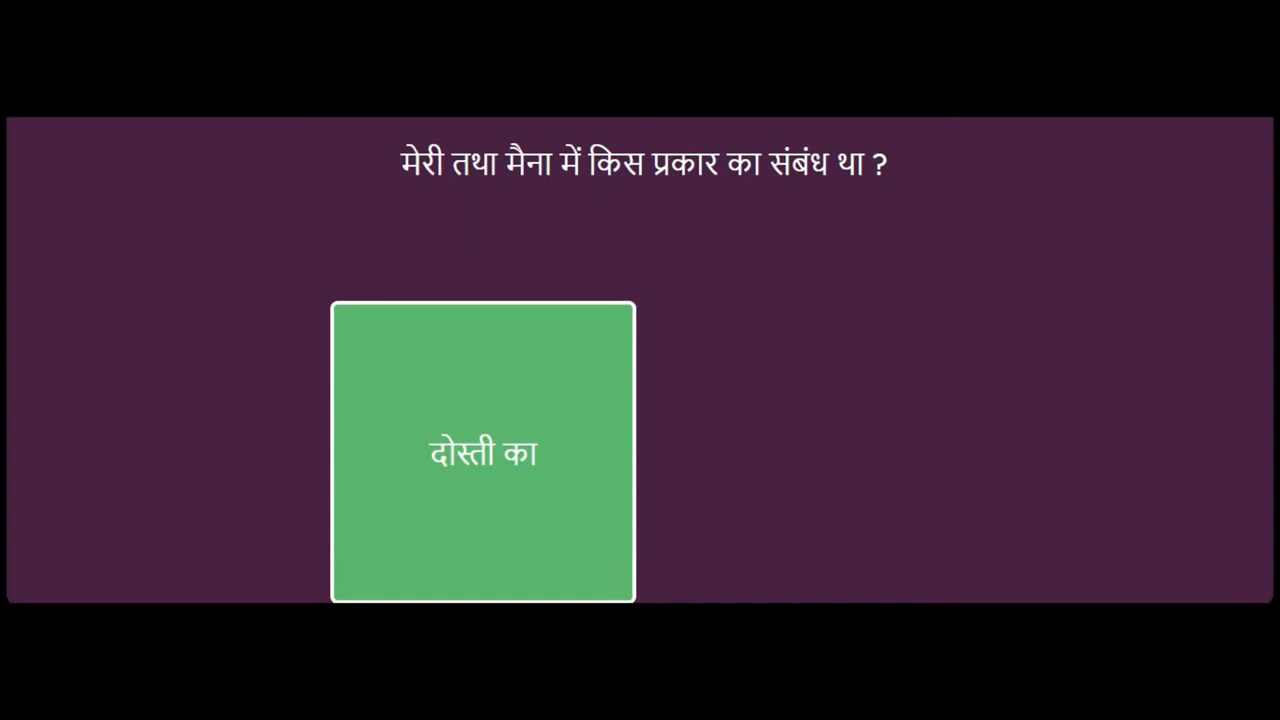 मेरी तथा मैना में किस प्रकार का संबंध था ?
दोस्ती का